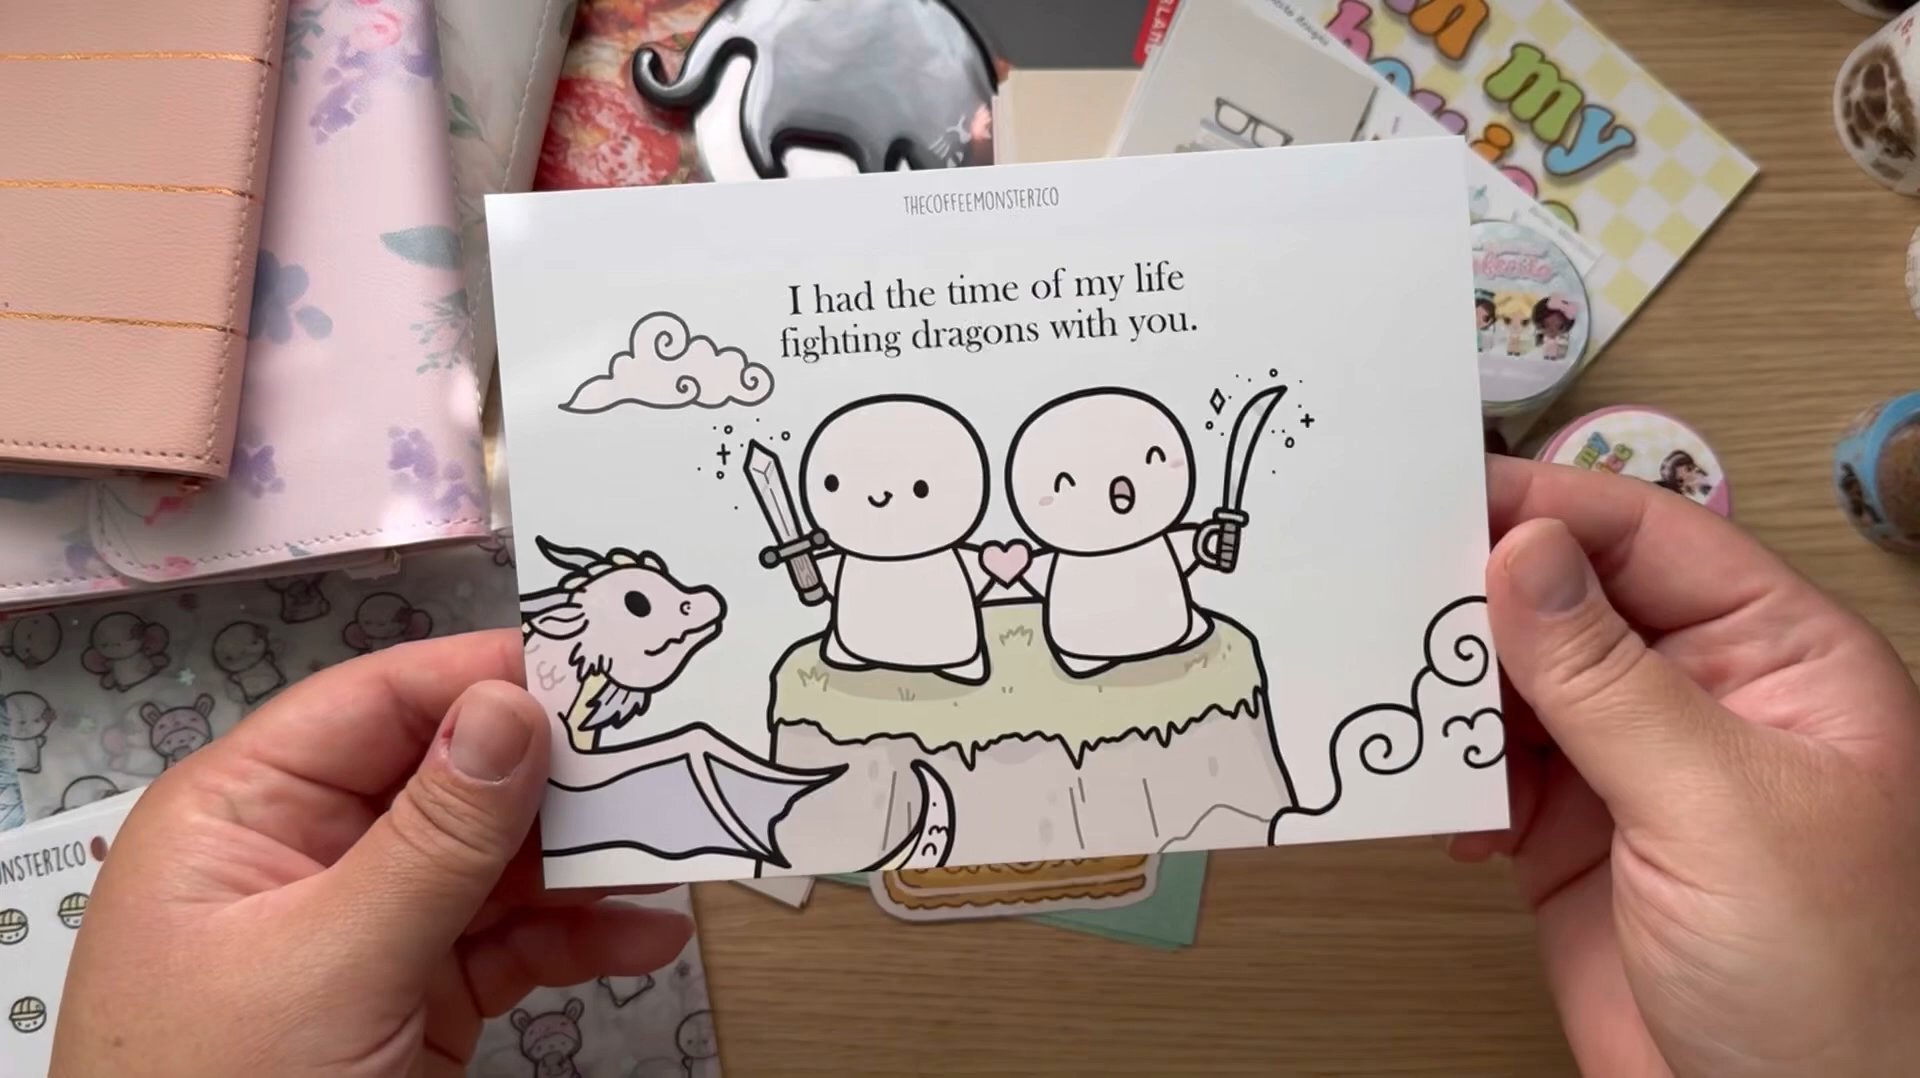 THECOFFEEMONSTERZCO
I had the time of my life
fighting dragons with you.
my
NSTERZCO